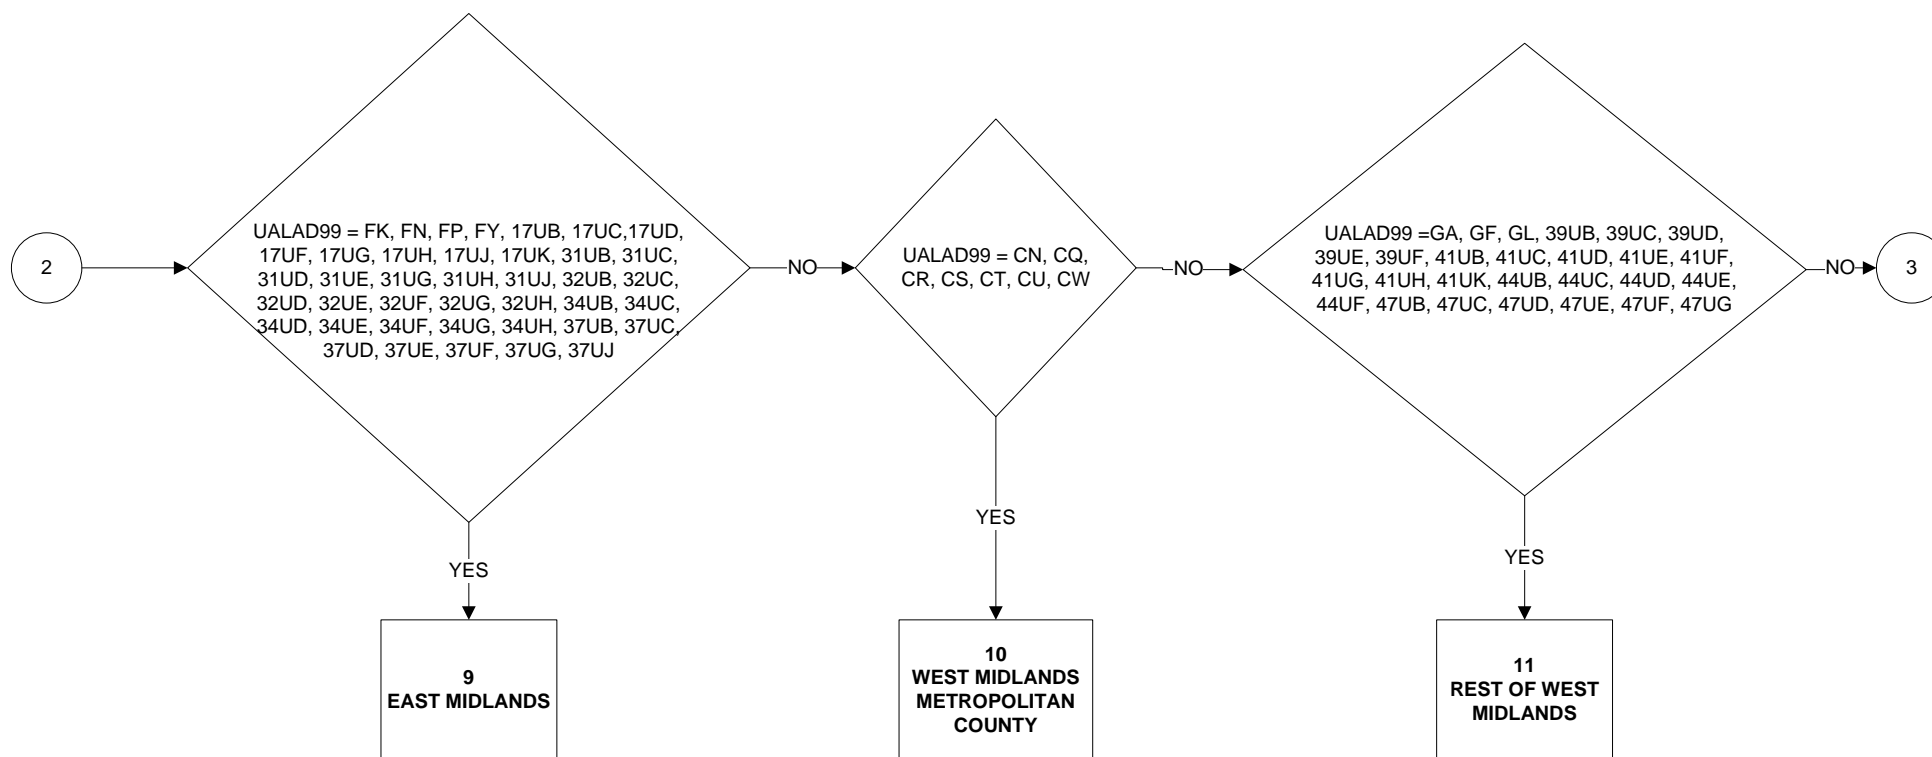 2
UALAD99 = FK, FN, FP, FY, 17UB, 17UC,17UD,
17UF, 17UG, 17UH, 17UJ, 17UK, 31UB, 31UC,
31UD, 31UE, 31UG, 31UH, 31UJ, 32UB, 32UC,
32UD, 32UE, 32UF, 32UG, 32UH, 34UB, 34UC,
34UD, 34UE, 34UF, 34UG, 34UH, 37UB, 37UC,
37UD, 37UE, 37UF, 37UG, 37UJ
NO
UALAD99 = CN, CQ,
CR, CS, CT, CU, CW
NO
UALAD99 =GA, GF, GL, 39UB, 39UC, 39UD,
39UE, 39UF, 41UB, 41UC, 41UD, 41UE, 41UF,
41UG, 41UH, 41UK, 44UB, 44UC, 44UD, 44UE,
44UF, 47UB, 47UC, 47UD, 47UE, 47UF, 47UG
NO
3
YES
YES
YES
9
EAST MIDLANDS
10
WEST MIDLANDS
METROPOLITAN
COUNTY
11
REST OF WEST
MIDLANDS